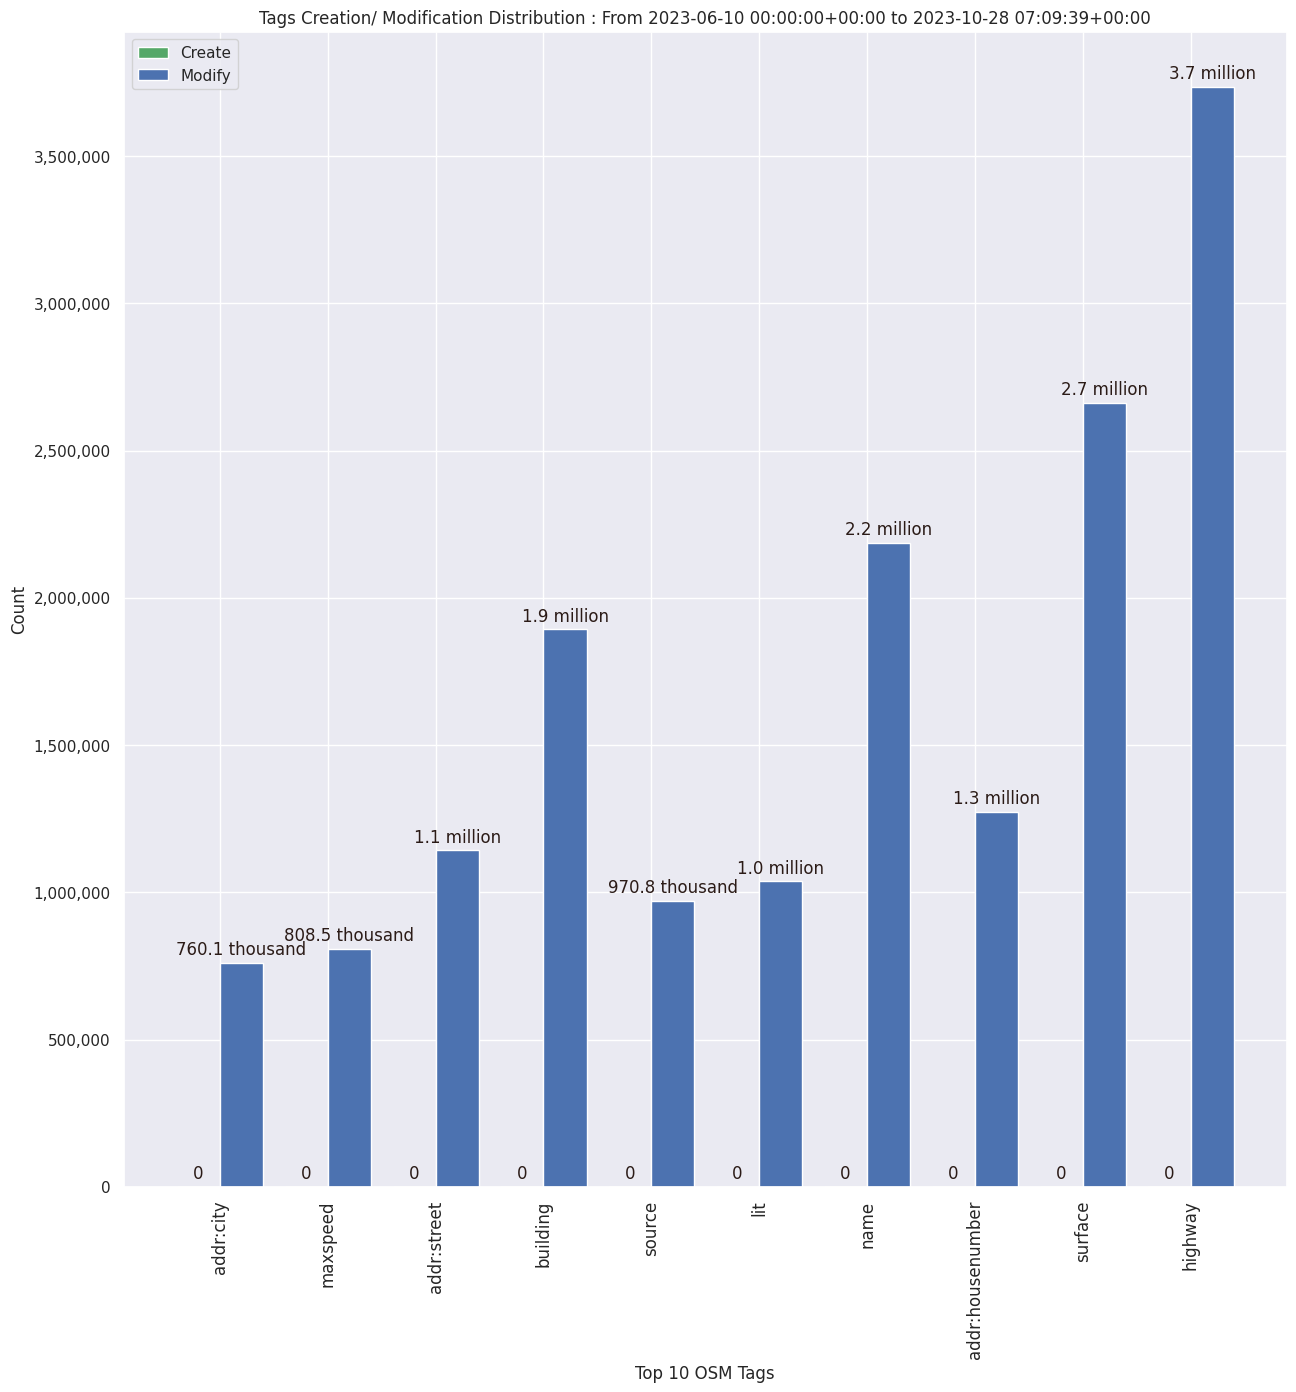 Tags Creation/ Modification Distribution : From 2023-06-10 00:00:00+00:00 to 2023-10-28 07:09:39+00:00
Create
Modify
3.7 million
3,500,000
3,000,000
2.7 million
2,500,000
2.2 million
2,000,000
1.9 million
1,500,000
1.3 million
1.1 million
1.0 million
1,000,000
970.8 thousand
808.5 thousand
760.1 thousand
500,000
0
0 0 0 0 0 0 0 0 0 0
Count
addr:city
maxspeed
addr:street
building
source
lit
name
addr:housenumber
surface
highway
Top 10 OSM Tags